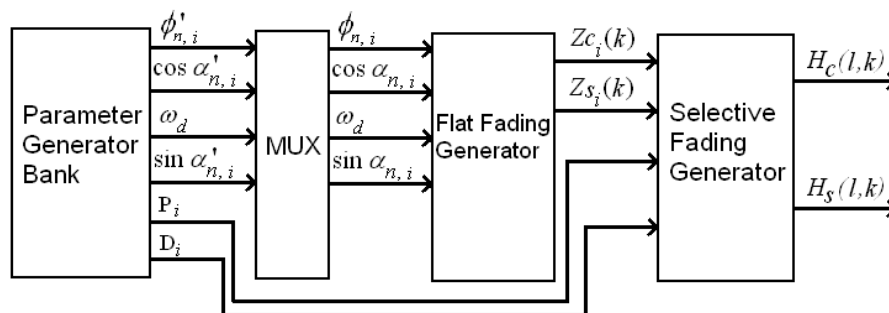 Parameter
Generator
Bank
ϕ'n,i
cos α'n,i
ωd
sin α'n,i
Pi
Di
MUX
ϕn,i
cos αn,i
ωd
sin αn,i
Flat Fading
Generator
Zci(k)
Zsi(k)
Selective
Fading
Generator
Hc(l,k)
Hs(l,k)